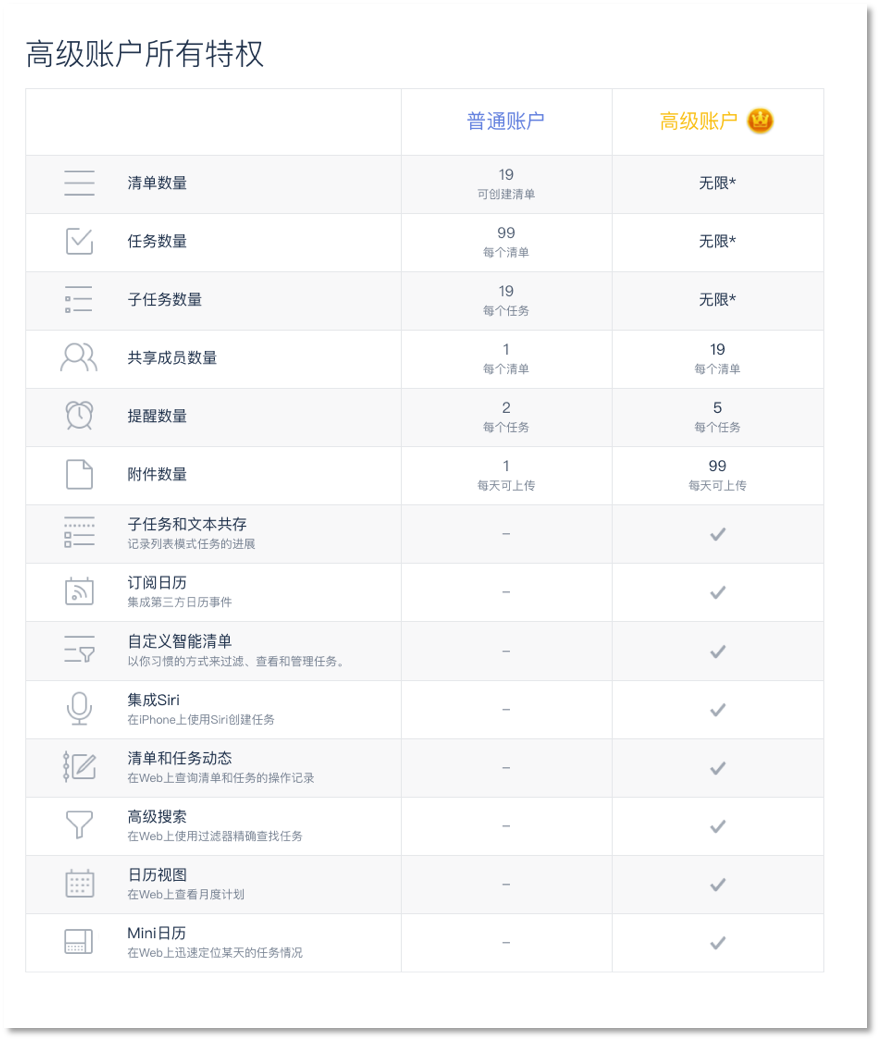 高级账户所有特权
普通账户
高级账户
清单数量
19
可创建清单
无限*
任务数量
99
每个清单
无限*
子任务数量
19
每个任务
无限*
共享成员数量
1
每个清单
19
每个清单
提醒数量
2
每个任务
5
每个任务
附件数量
1
每天可上传
99
每天可上传
子任务和文本共存
记录列表模式任务的进展
–
订阅日历
集成第三方日历事件
–
自定义智能清单
以你习惯的方式来过滤、查看和管理任务。
–
集成Siri
在iPhone上使用Siri创建任务
–
清单和任务动态
在Web上查询清单和任务的操作记录
–
高级搜索
在Web上使用过滤器精确查找任务
–
日历视图
在Web上查看月度计划
–
Mini日历
在Web上迅速定位某天的任务情况
–